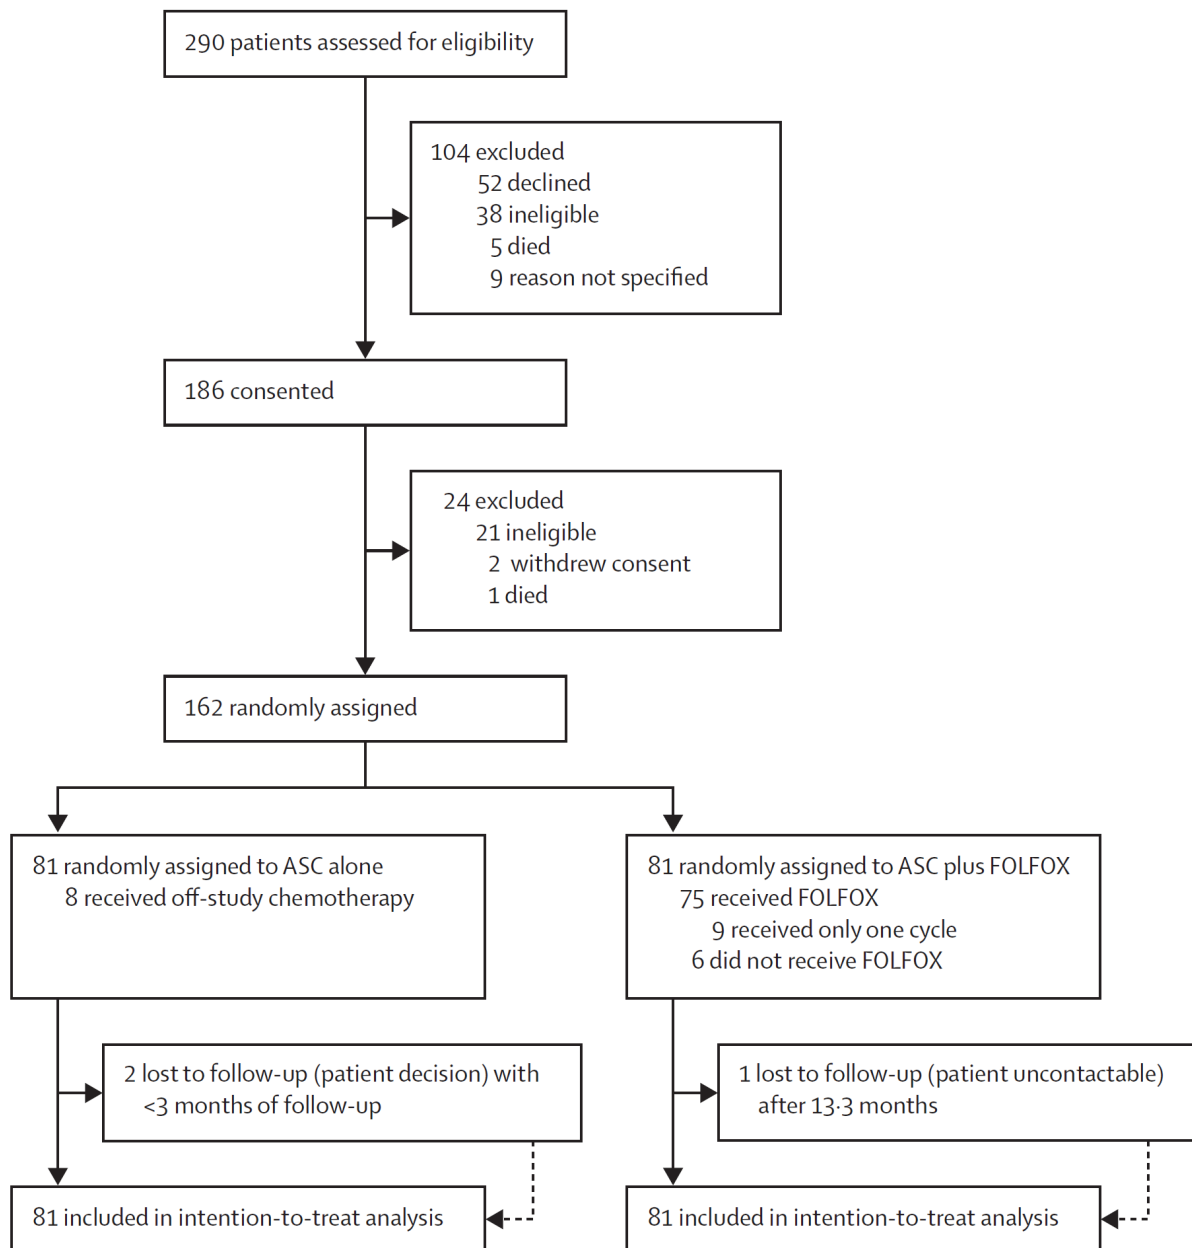 290 patients assessed for eligibility
104 excluded
52 declined
38 ineligible
5 died
9 reason not specified
186 consented
24 excluded
21 ineligible
2 withdrew consent
1 died
162 randomly assigned
81 randomly assigned to ASC alone
8 received off-study chemotherapy
81 randomly assigned to ASC plus FOLFOX
75 received FOLFOX
9 received only one cycle
6 did not receive FOLFOX
2 lost to follow-up (patient decision) with
<3 months of follow-up
1 lost to follow-up (patient uncontactable)
after 13·3 months
81 included in intention-to-treat analysis
81 included in intention-to-treat analysis